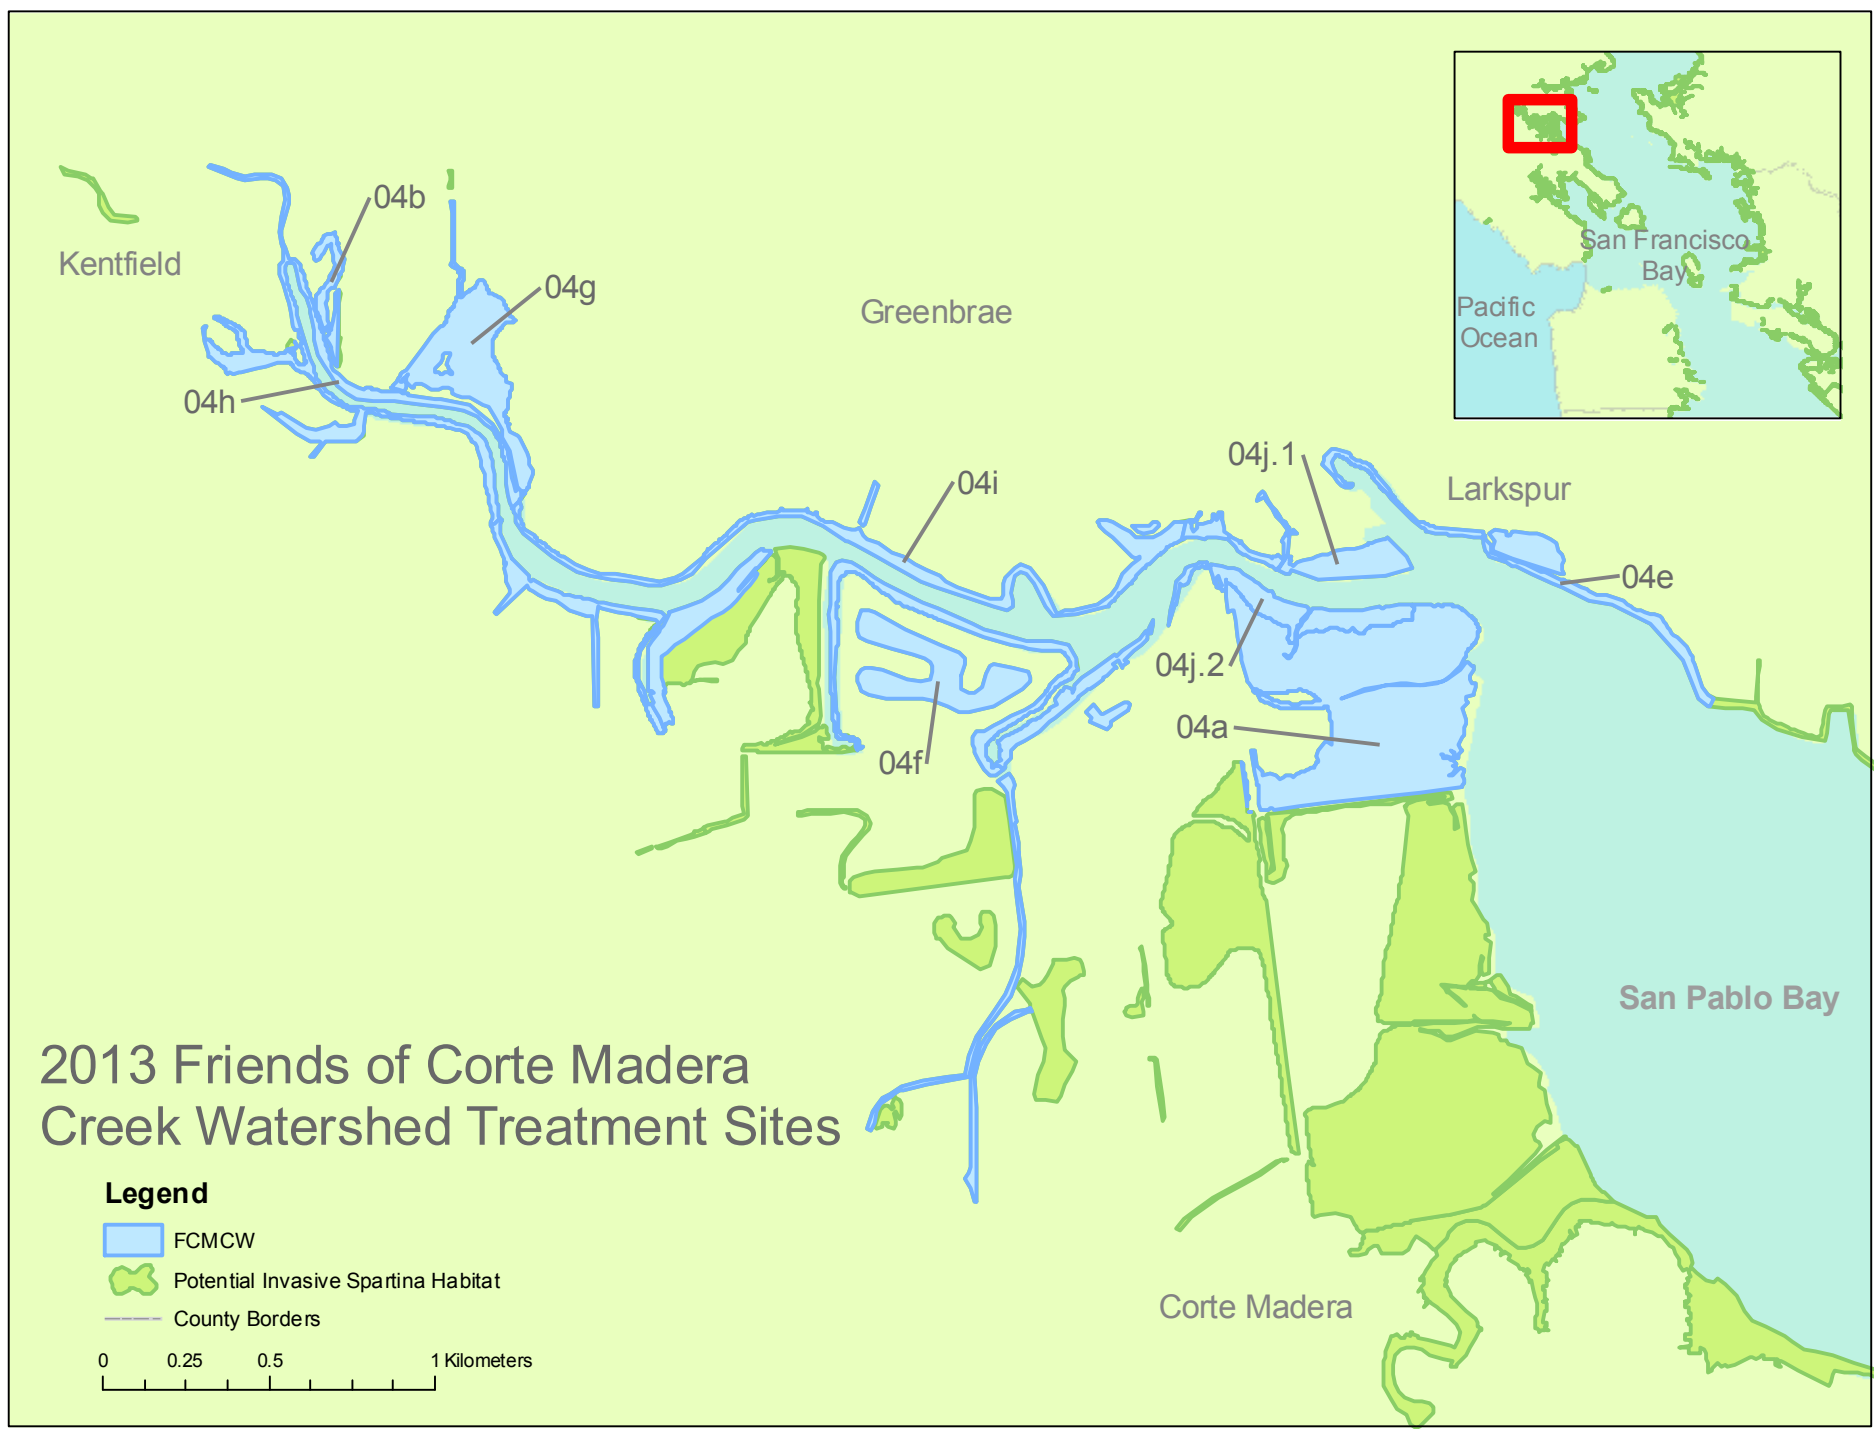 04b
Kentfield
04g
04h
Greenbrae
San Francisco
Bay
Pacific
Ocean
04i
04j.1
Larkspur
04e
04j.2
04a
04f
San Pablo Bay
2013 Friends of Corte Madera
Creek Watershed Treatment Sites
Legend
FCMCW
Potential Invasive Spartina Habitat
County Borders
0 0.25 0.5 1 Kilometers
Corte Madera